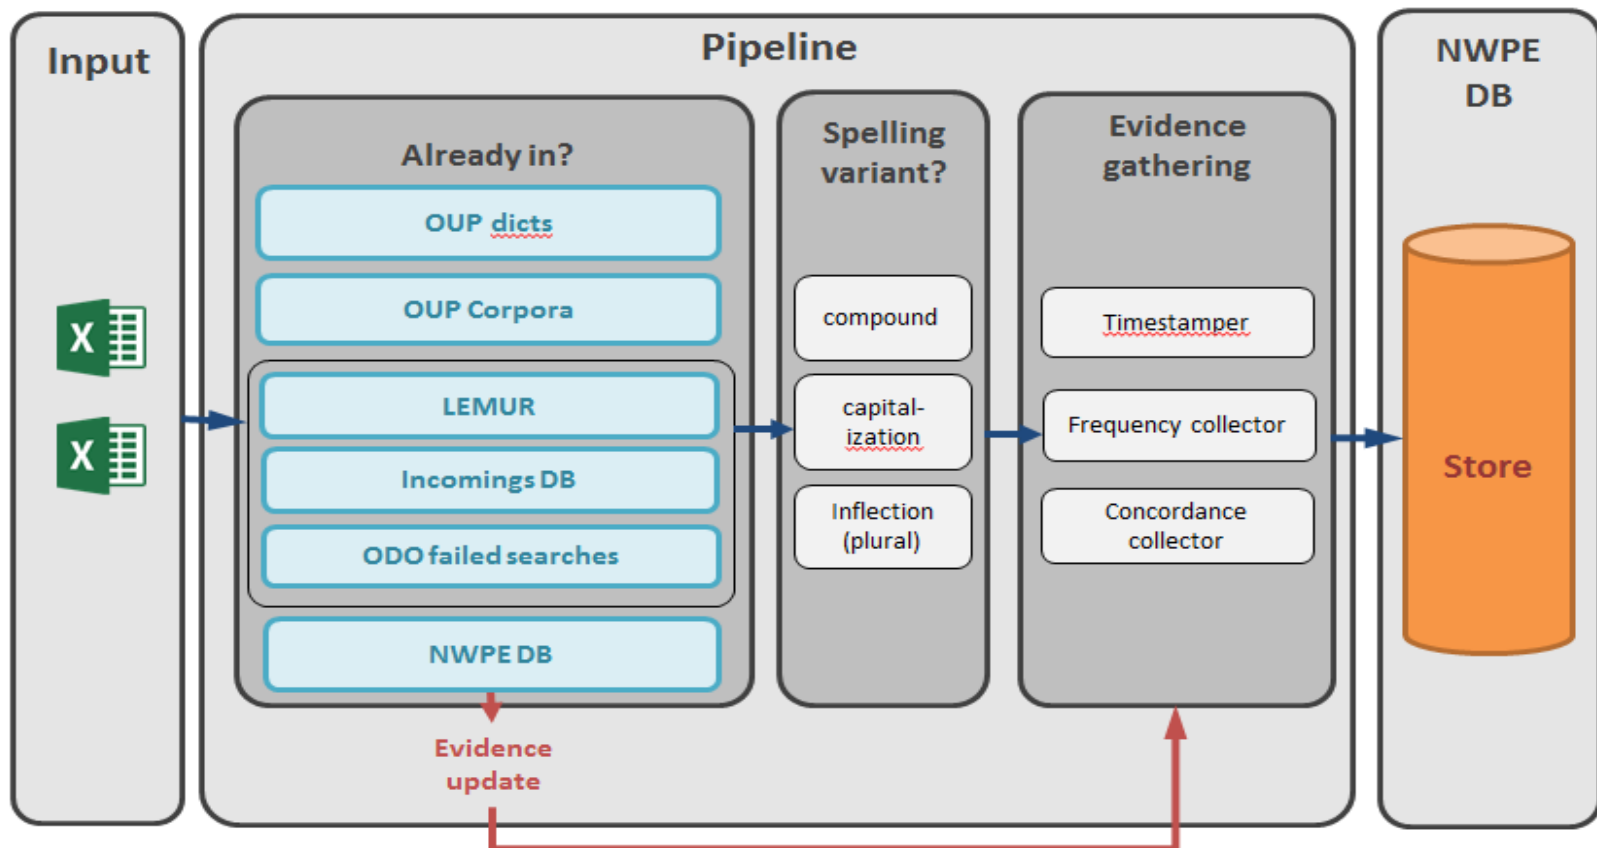 Input
X
X
Pipeline
Already in?
OUP dicts
OUP Corpora
LEMUR
Incomings DB
ODO failed searches
NWPE DB
Evidence
update
Spelling
variant?
compound
capital-
ization
Inflection
(plural)
Evidence
gathering
Timestamper
Frequency collector
Concordance
collector
NWPE
DB
Store